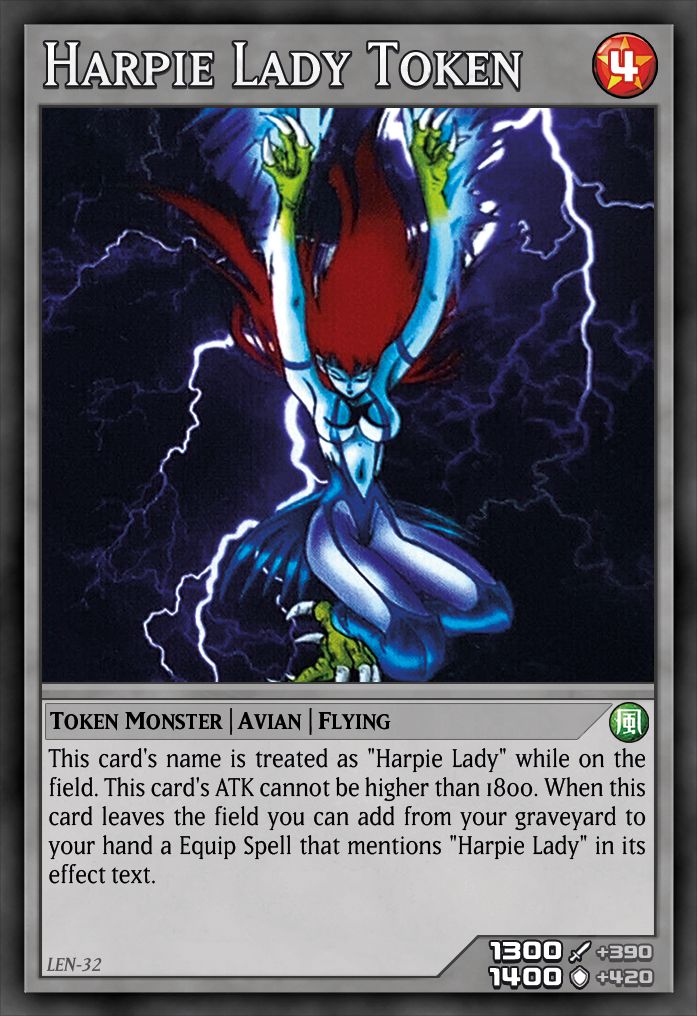 Harpie Lady Token
4
Token Monster | Avian | Flying
風
This card's name is treated as "Harpie Lady" while on the
field. This card's ATK cannot be higher than 1800. When this
card leaves the field you can add from your graveyard to
your hand a Equip Spell that mentions "Harpie Lady" in its
effect text.
LEN-32
1300 +390
1400 +420